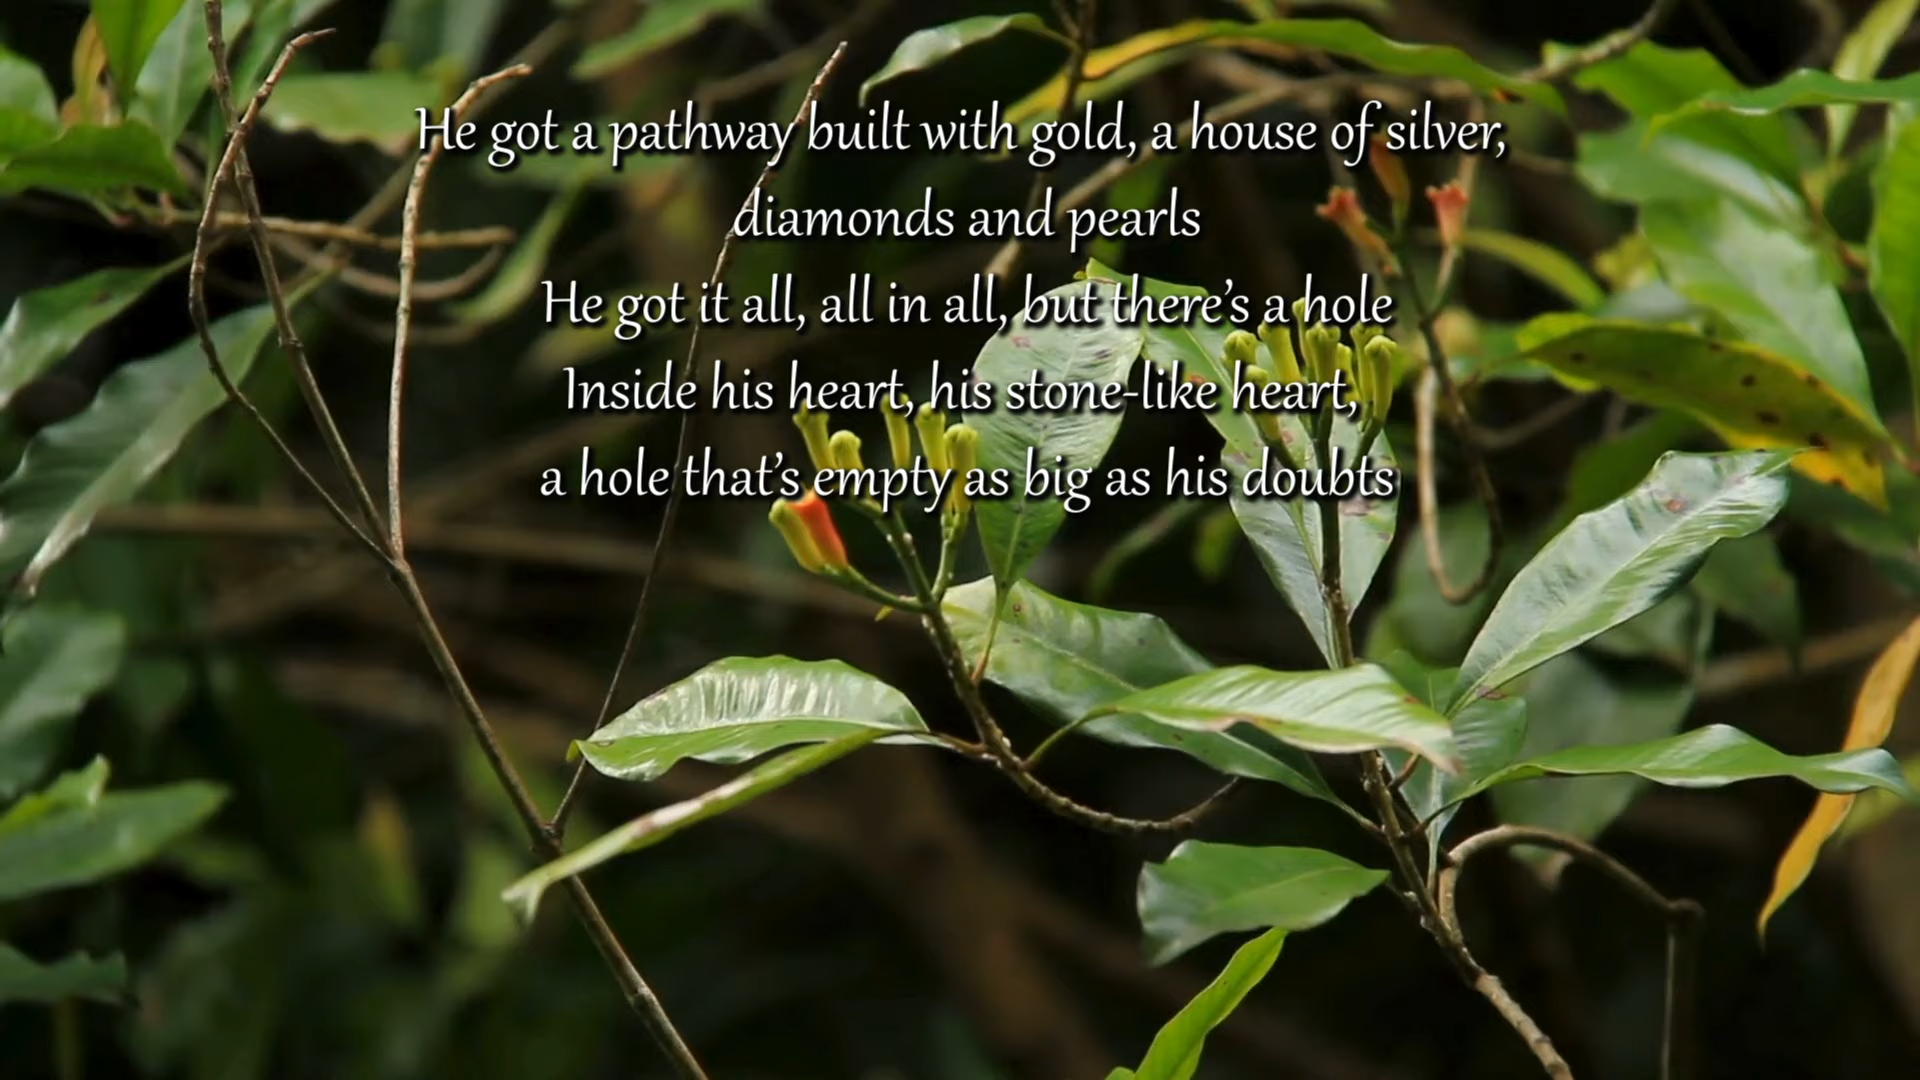 He got a pathway built with gold, a house of silver,
diamonds and pearls
He got it all, all in all, but there’s a hole
Inside his heart, his stone-like heart,
a hole that’s empty as big as his doubts